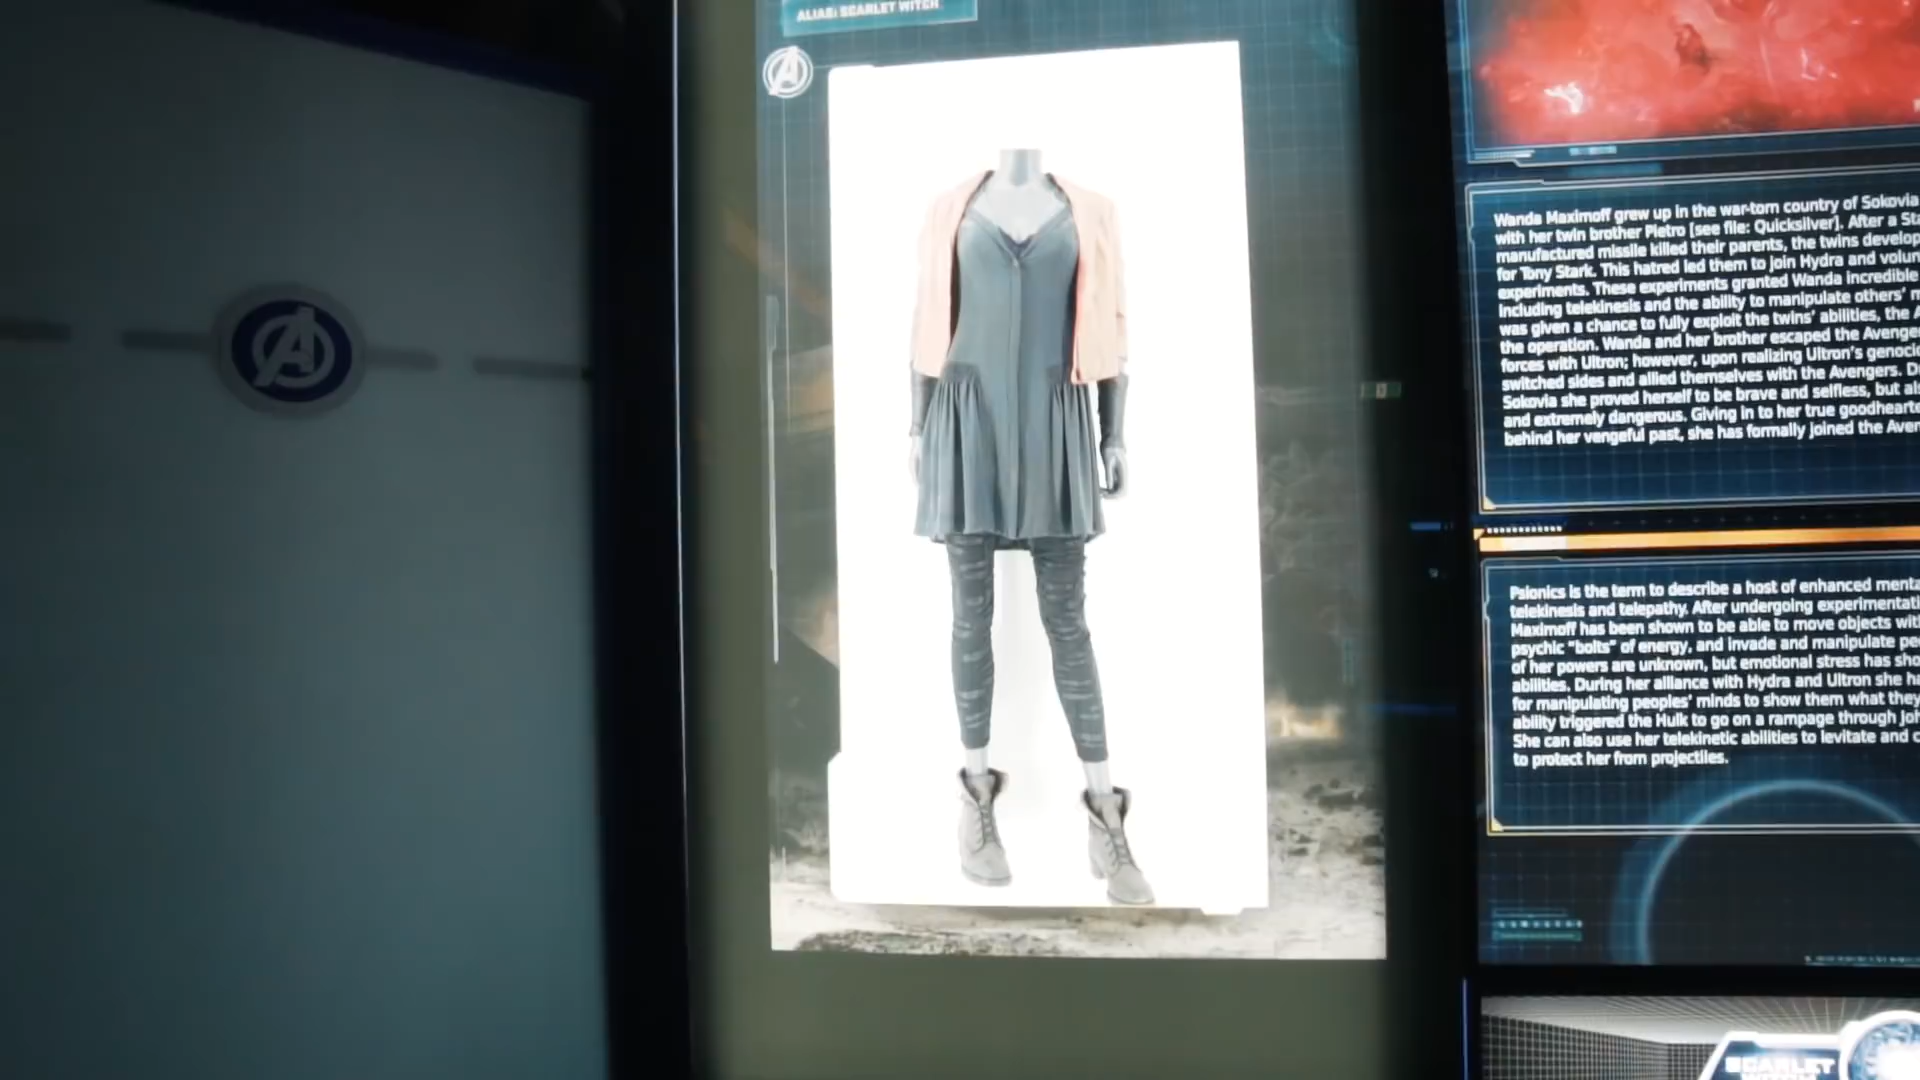 ALIAS: SCARLET WITCH
Wanda Maximoff grew up in the war-torn country of Sokovia
with her twin brother Pietro [see file: Quicksilver]. After a Sta
manufactured missile killed their parents, the twins develop
for Tony Stark. This hatred led them to join Hydra and volun
experiments. These experiments granted Wanda incredible
including telekinesis and the ability to manipulate others' m
was given a chance to fully exploit the twins' abilities, the A
the operation. Wanda and her brother escaped the Avenge
forces with Ultron; however, upon realizing Ultron's genoci
switched sides and allied themselves with the Avengers. Du
Sokovia she proved herself to be brave and selfless, but als
and extremely dangerous. Giving in to her true goodhearte
behind her vengeful past, she has formally joined the Aven
Psionics is the term to describe a host of enhanced menta
telekinesis and telepathy. After undergoing experimentati
Maximoff has been shown to be able to move objects wit
psychic "bolts" of energy, and invade and manipulate pe
of her powers are unknown, but emotional stress has sho
abilities. During her alliance with Hydra and Ultron she ha
for manipulating peoples' minds to show them what they
ability triggered the Hulk to go on a rampage through Joh
She can also use her telekinetic abilities to levitate and c
to protect her from projectiles.
SCARLET